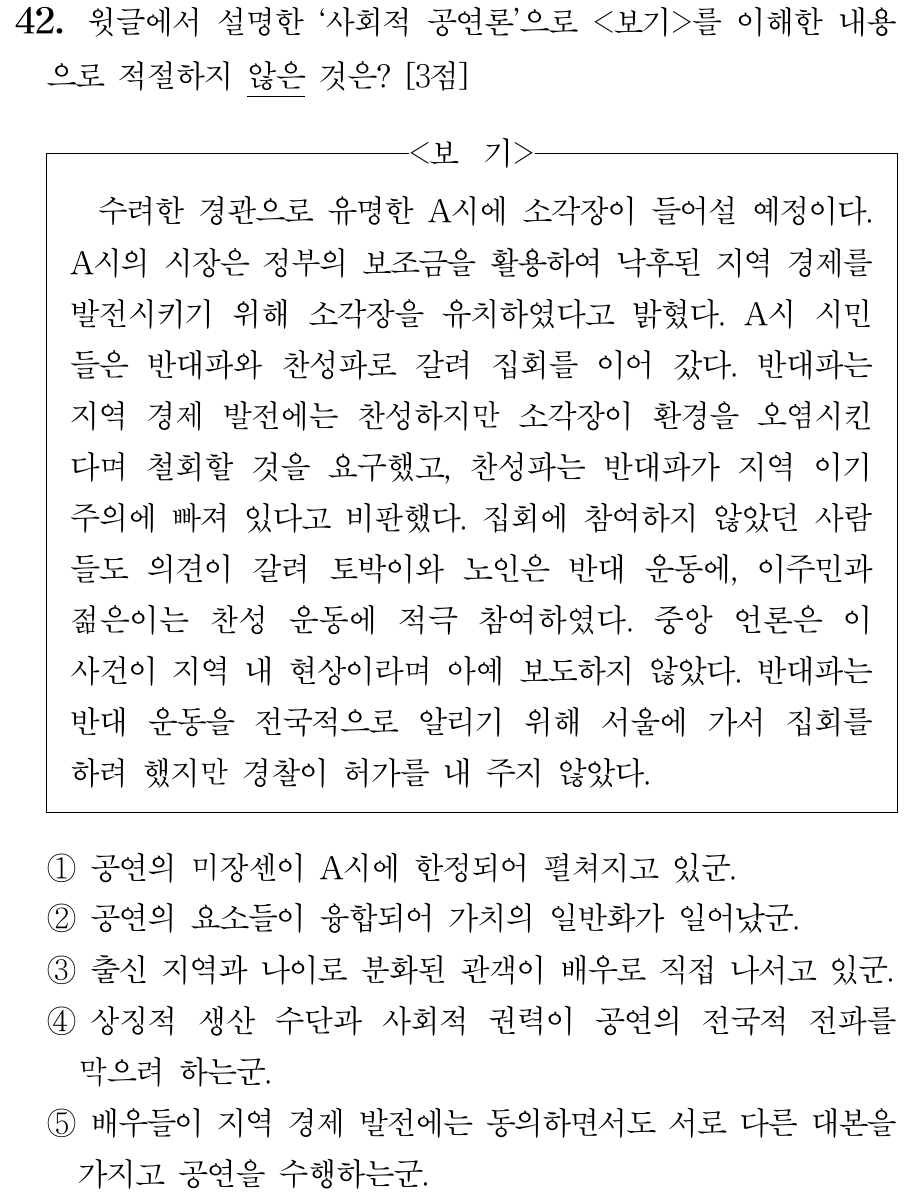 42. 윗글에서 설명한 ‘사회적 공연론’으로 <보기>를 이해한 내용
으로 적절하지 않은 것은? [3점]
<보 기>
수려한 경관으로 유명한 A시에 소각장이 들어설 예정이다.
A시의 시장은 정부의 보조금을 활용하여 낙후된 지역 경제를
발전시키기 위해 소각장을 유치하였다고 밝혔다. A시 시민
들은 반대파와 찬성파로 갈려 집회를 이어 갔다. 반대파는
지역 경제 발전에는 찬성하지만 소각장이 환경을 오염시킨
다며 철회할 것을 요구했고, 찬성파는 반대파가 지역 이기
주의에 빠져 있다고 비판했다. 집회에 참여하지 않았던 사람
들도 의견이 갈려 토박이와 노인은 반대 운동에, 이주민과
젊은이는 찬성 운동에 적극 참여하였다. 중앙 언론은 이
사건이 지역 내 현상이라며 아예 보도하지 않았다. 반대파는
반대 운동을 전국적으로 알리기 위해 서울에 가서 집회를
하려 했지만 경찰이 허가를 내 주지 않았다.
① 공연의 미장센이 A시에 한정되어 펼쳐지고 있군.
② 공연의 요소들이 융합되어 가치의 일반화가 일어났군.
③ 출신 지역과 나이로 분화된 관객이 배우로 직접 나서고 있군.
④ 상징적 생산 수단과 사회적 권력이 공연의 전국적 전파를
막으려 하는군.
⑤ 배우들이 지역 경제 발전에는 동의하면서도 서로 다른 대본을
가지고 공연을 수행하는군.